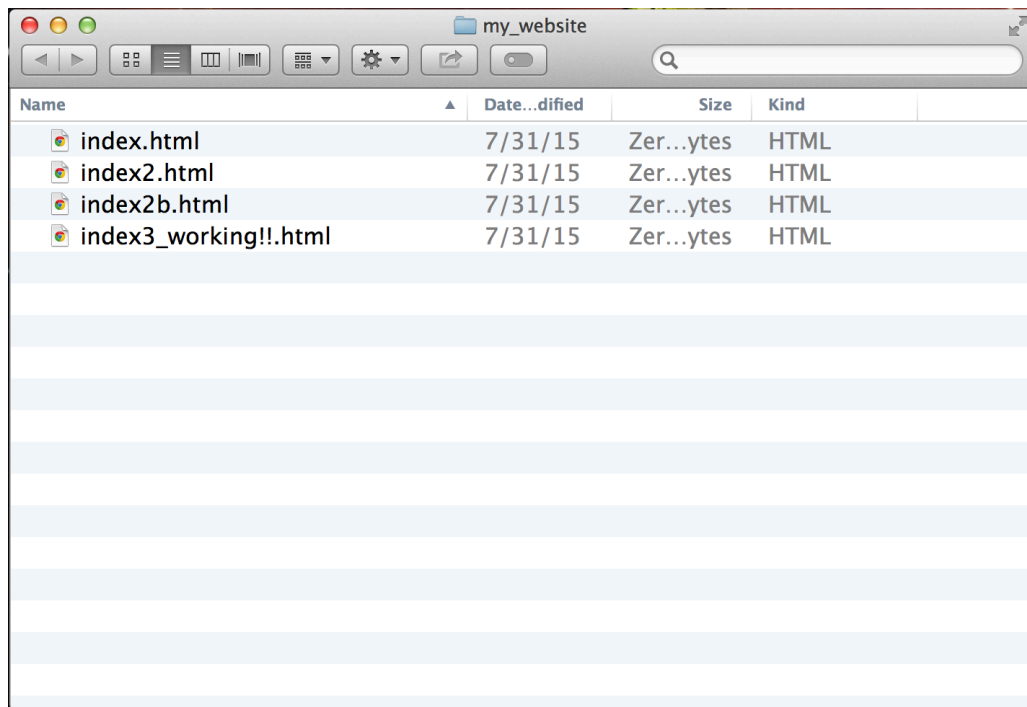 my_website
Name Date...dified Size Kind
index.html 7/31/15 Zer...ytes HTML
index2.html 7/31/15 Zer...ytes HTML
index2b.html 7/31/15 Zer...ytes HTML
index3_working!!.html 7/31/15 Zer...ytes HTML